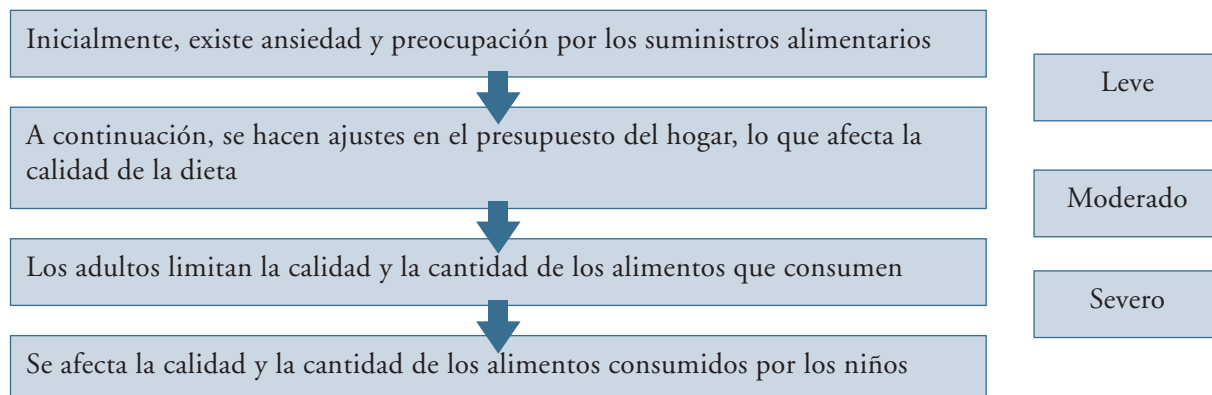 Inicialmente, existe ansiedad y preocupación por los suministros alimentarios
A continuación, se hacen ajustes en el presupuesto del hogar, lo que afecta la
calidad de la dieta
Los adultos limitan la calidad y la cantidad de los alimentos que consumen
Se afecta la calidad y la cantidad de los alimentos consumidos por los niños
Leve
Moderado
Severo